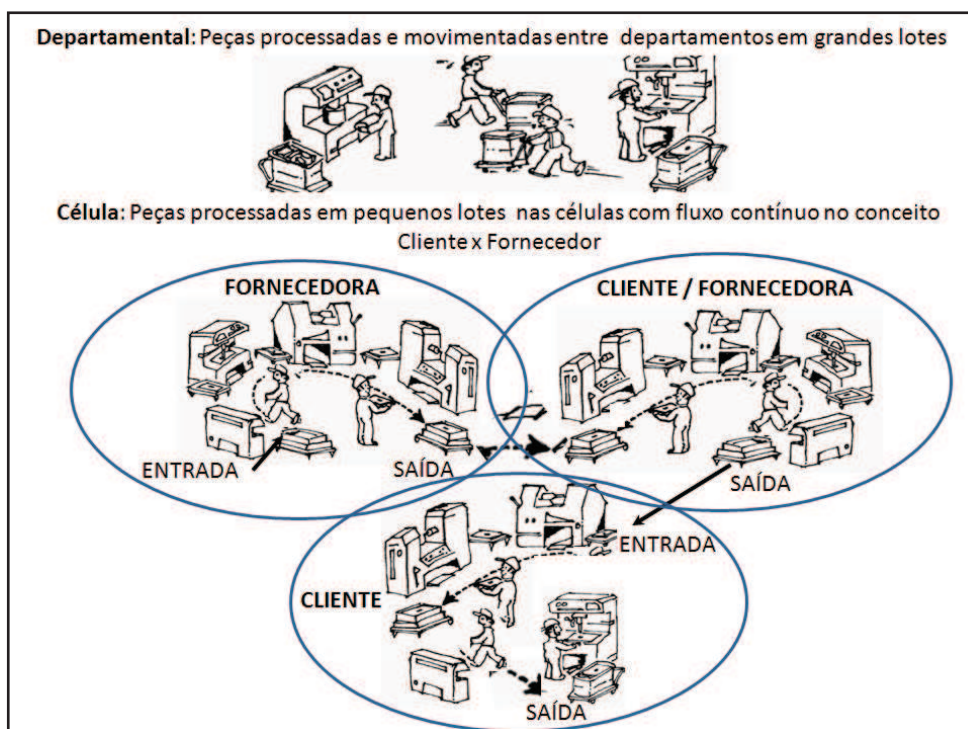 Departamental: Peças processadas e movimentadas entre departamentos em grandes lotes
Célula: Peças processadas em pequenos lotes nas células com fluxo contínuo no conceito
Cliente x Fornecedor
FORNECEDORA
CLIENTE / FORNECEDORA
ENTRADA
SAÍDA
SAÍDA
ENTRADA
CLIENTE
SAÍDA